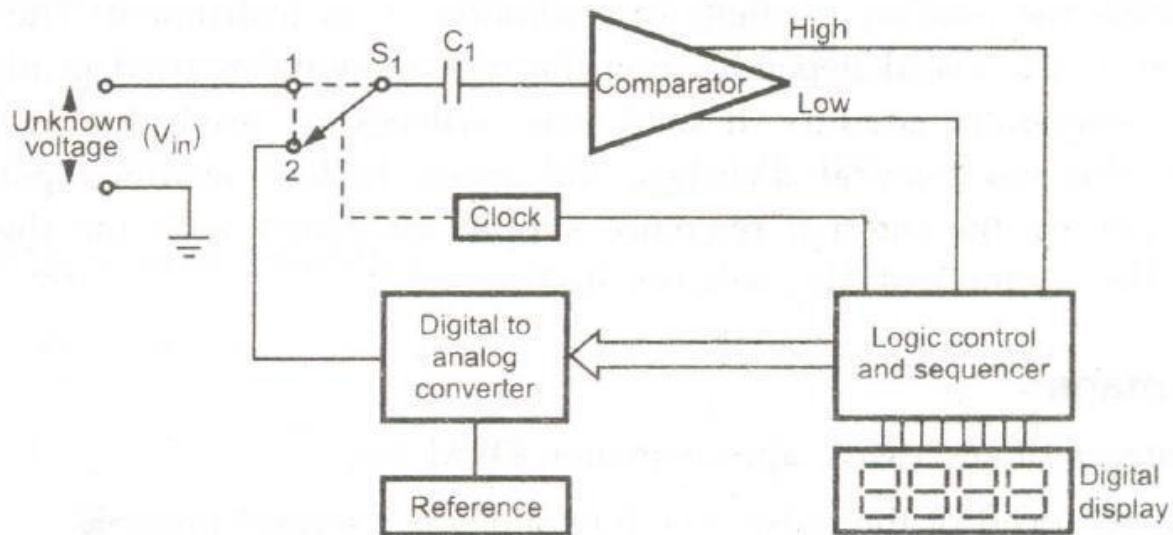 High
C1
S1
1
Comparator
Low
Unknown
voltage
(Vin)
2
Clock
Digital to
analog
converter
Logic control
and sequencer
Reference
Digital
display